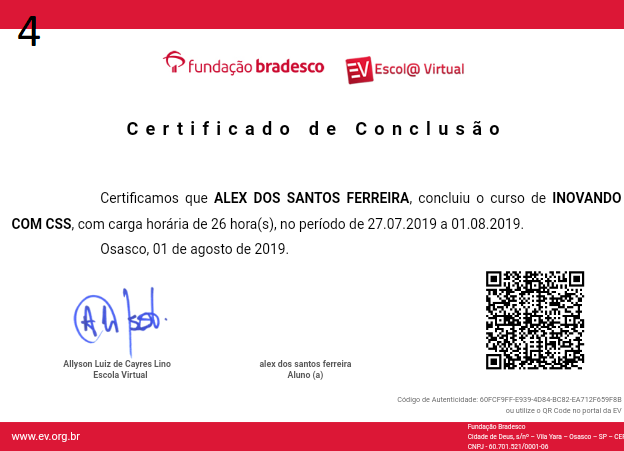 4
fundação bradesco
EV Escol@ Virtual
Certificado de Conclusão
Certificamos que ALEX DOS SANTOS FERREIRA, concluiu o curso de INOVANDO
COM CSS, com carga horária de 26 hora(s), no período de 27.07.2019 a 01.08.2019.
Osasco, 01 de agosto de 2019.
Allyson Luiz de Cayres Lino
Escola Virtual
alex dos santos ferreira
Aluno (a)
Código de Autenticidade: 60FCF9FF-E939-4D84-BC82-EA712F659F8B
ou utilize o QR Code no portal da EV
www.ev.org.br
Fundação Bradesco
Cidade de Deus, s/nº – Vila Yara – Osasco – SP – CE
CNPJ - 60.701.521/0001-06